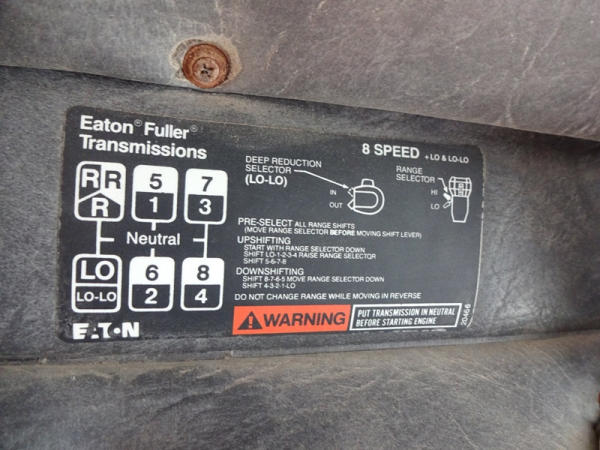 Eaton® Fuller®
Transmissions
8 SPEED + LO & LO-LO
DEEP REDUCTION
SELECTOR
(LO-LO)
IN
OUT
RANGE
SELECTOR
HI
LO
R R
R
5
1
7
3
Neutral
LO
LO-LO
6
2
8
4
PRE-SELECT ALL RANGE SHIFTS
(MOVE RANGE SELECTOR BEFORE MOVING SHIFT LEVER)
UPSHIFTING
START WITH RANGE SELECTOR DOWN
SHIFT LO-1-2-3-4 RAISE RANGE SELECTOR
SHIFT 5-6-7-8
DOWNSHIFTING
SHIFT 8-7-6-5 MOVE RANGE SELECTOR DOWN
SHIFT 4-3-2-1-LO
DO NOT CHANGE RANGE WHILE MOVING IN REVERSE
WARNING
PUT TRANSMISSION IN NEUTRAL
BEFORE STARTING ENGINE
20466
EATON